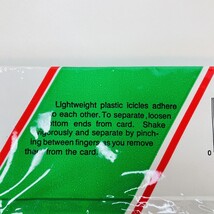 Lightweight plastic icicles adhere
to each other. To separate, loosen
bottom ends from card. Shake
vigorously and separate by pinch-
ing between fingers as you remove
them from the card.
0